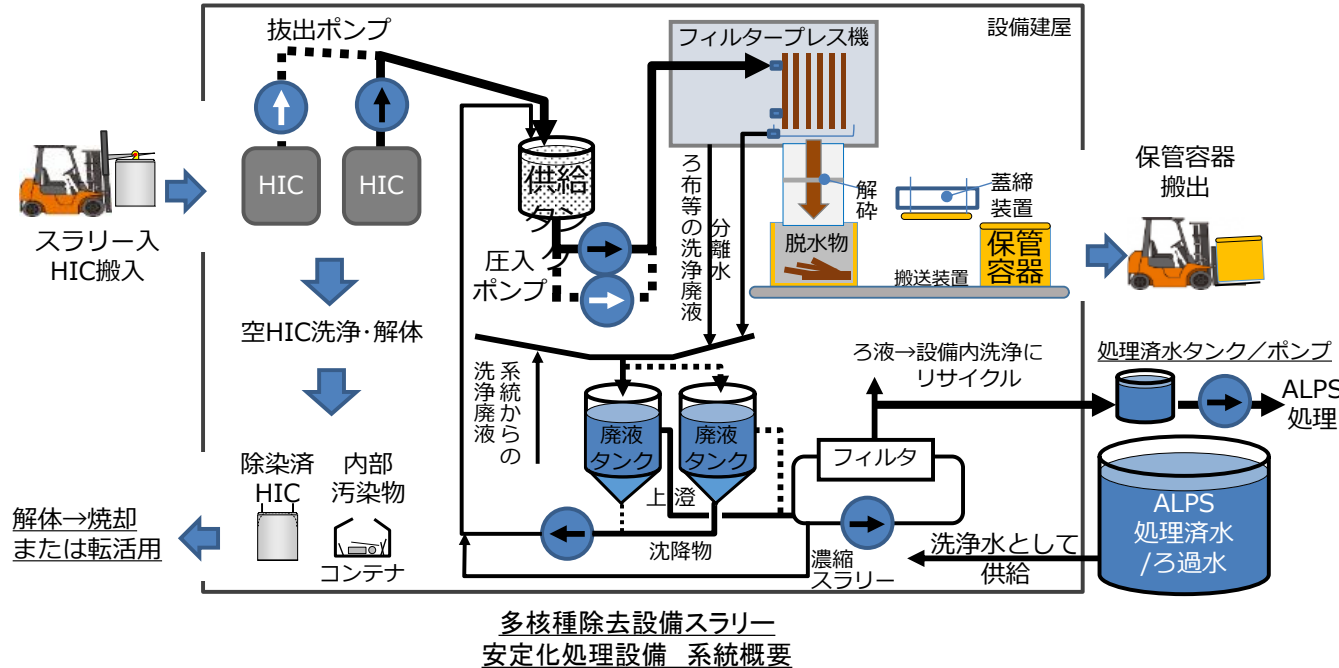 設備建屋
抜出ポンプ
フィルタープレス機
HIC
HIC
供給
タンク
圧入
ポンプ
スラリー入
HIC搬入
ろ布等の洗浄廃液
分離水
解砕
脱水物
蓋締
装置
保管
容器
搬送装置
保管容器
搬出
空HIC洗浄・解体
系統からの
洗浄廃液
廃液
タンク
廃液
タンク
上澄
沈降物
ろ液→設備内洗浄に
リサイクル
フィルタ
濃縮
スラリー
処理済水タンク／ポンプ
ALPS
処理
ALPS
処理済水
/ろ過水
洗浄水として
供給
除染済
HIC
内部
汚染物
コンテナ
解体→焼却
または転活用
多核種除去設備スラリー
安定化処理設備　系統概要